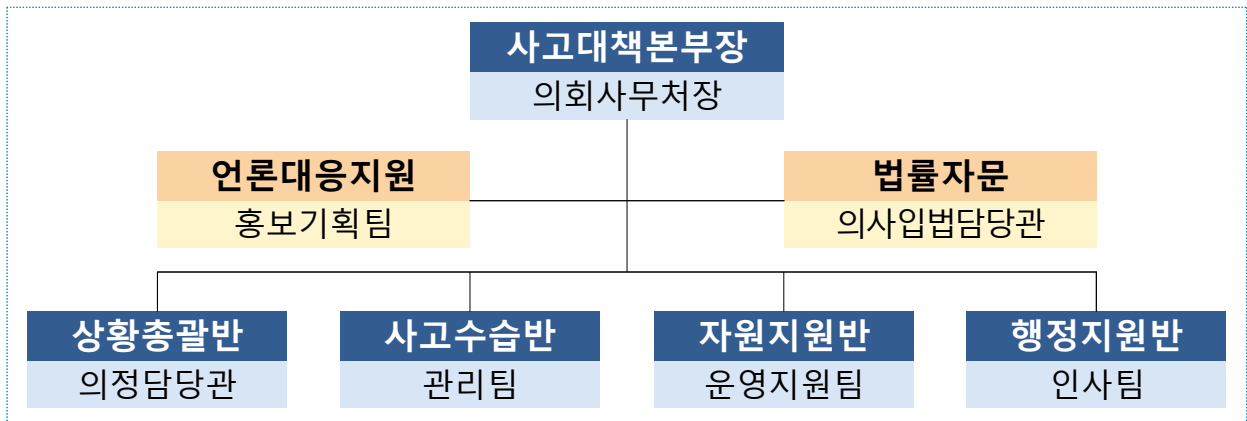 사고대책본부장
의회사무처장
언론대응지원
법률자문
홍보기획팀
의사입법담당관
상황총괄반
사고수습반
자원지원반
행정지원반
의정담당관
관리팀
운영지원팀
인사팀